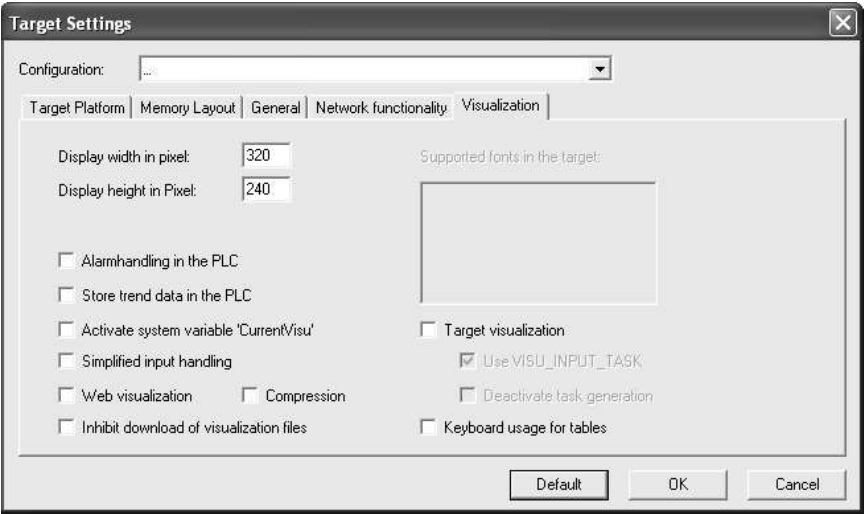 Target Settings
Configuration: ...
Target Platform Memory Layout General Network functionality Visualization
Display width in pixel: 320 Supported fonts in the target:
Display height in Pixel: 240
Alarmhandling in the PLC
Store trend data in the PLC
Activate system variable 'CurrentVisu' Target visualization
Simplified input handling Use VISU_INPUT_TASK
Web visualization Compression Deactivate task generation
Inhibit download of visualization files Keyboard usage for tables
Default OK Cancel